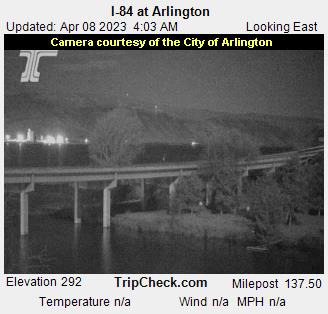 I-84 at Arlington
Updated: Apr 08 2023 4:03 AM Looking East
Camera courtesy of the City of Arlington
Elevation 292 TripCheck.com Milepost 137.50
Temperature n/a Wind n/a MPH n/a